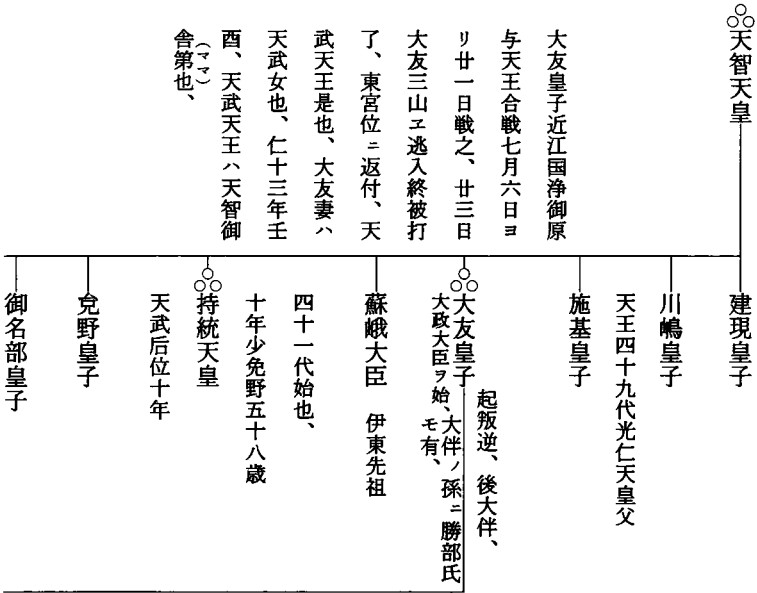 ○○○天智天皇
建現皇子
川嶋皇子
天王四十九代光仁天皇父
施基皇子
起叛逆、後大伴、
○○○大友皇子
大政大臣ヲ始、大伴ノ孫ニ勝部氏
モ有、
大友皇子近江国浄御原
与天王合戦七月六日ヨ
リ廿一日戦之、廿三日
大友三山ヱ逃入終被打
了、東宮位ニ返付、天
武天王是也、大友妻ハ
天武女也、仁十三年壬
酉、天武天王ハ天智御
舎第也、
(ママ)
蘇峨大臣 伊東先祖
四十一代始也、
十年少免野五十八歳
○○○持統天皇
天武后位十年
免野皇子
御名部皇子